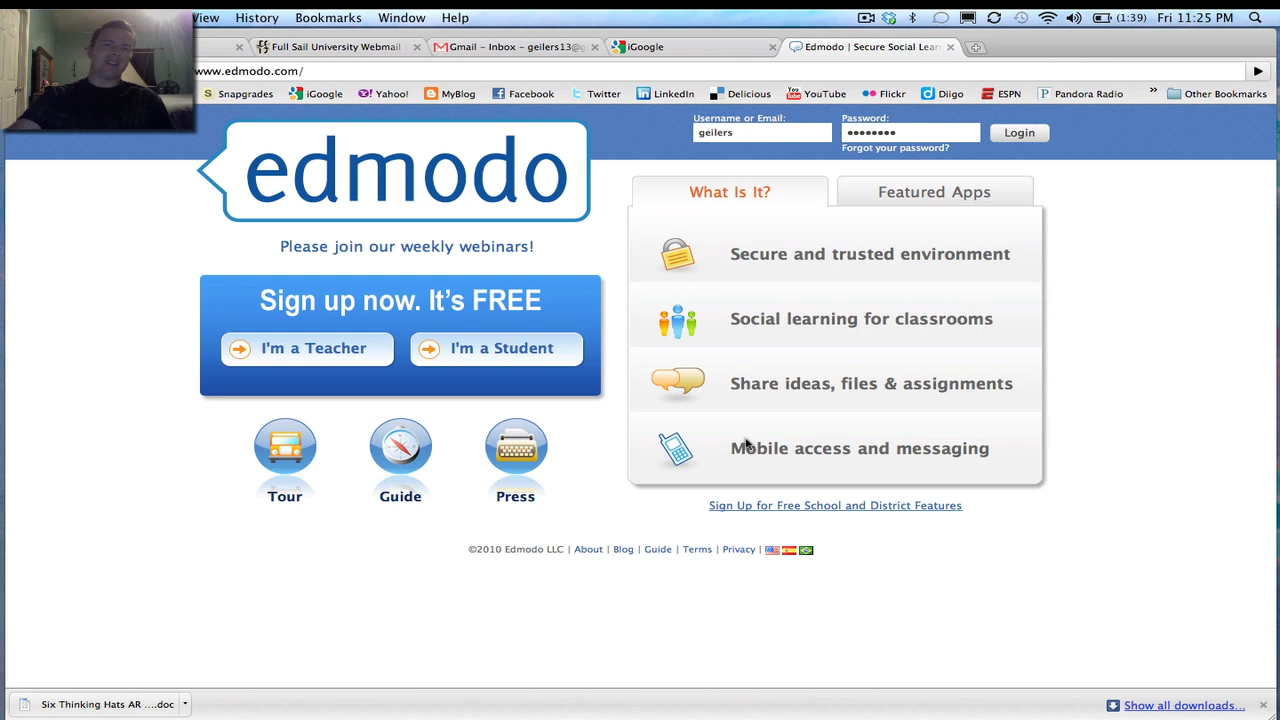 View History Bookmarks Window Help (1:39) Fri 11:25 PM
Full Sail University Webmail Gmail – Inbox – geilers13@g iGoogle Edmodo | Secure Social Lear
www.edmodo.com/
Snapgrades iGoogle Yahoo! MyBlog Facebook Twitter LinkedIn Delicious YouTube Flickr Diigo ESPN Pandora Radio » Other Bookmarks
Username or Email: Password:
geilers •••••••• Login
Forgot your password?
edmodo
What Is It? Featured Apps
Please join our weekly webinars!
Secure and trusted environment
Sign up now. It's FREE
Social learning for classrooms
I'm a Teacher I'm a Student
Share ideas, files & assignments
Mobile access and messaging
Tour Guide Press
Sign Up for Free School and District Features
©2010 Edmodo LLC | About | Blog | Guide | Terms | Privacy |
Six Thinking Hats AR ....doc Show all downloads...